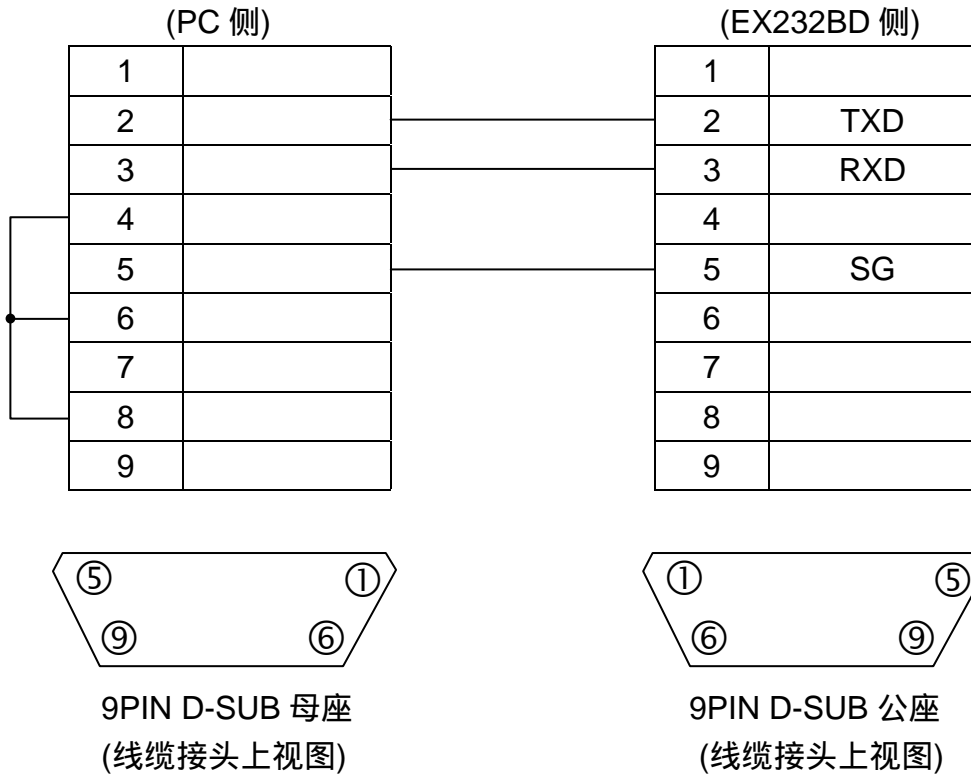 (PC 侧) (EX232BD 侧)
1 1
2 2 TXD
3 3 RXD
4 4
5 5 SG
6 6
7 7
8 8
9 9
⑤ ① ① ⑤
⑨ ⑥ ⑥ ⑨
9PIN D-SUB 母座 9PIN D-SUB 公座
(线缆接头上视图) (线缆接头上视图)